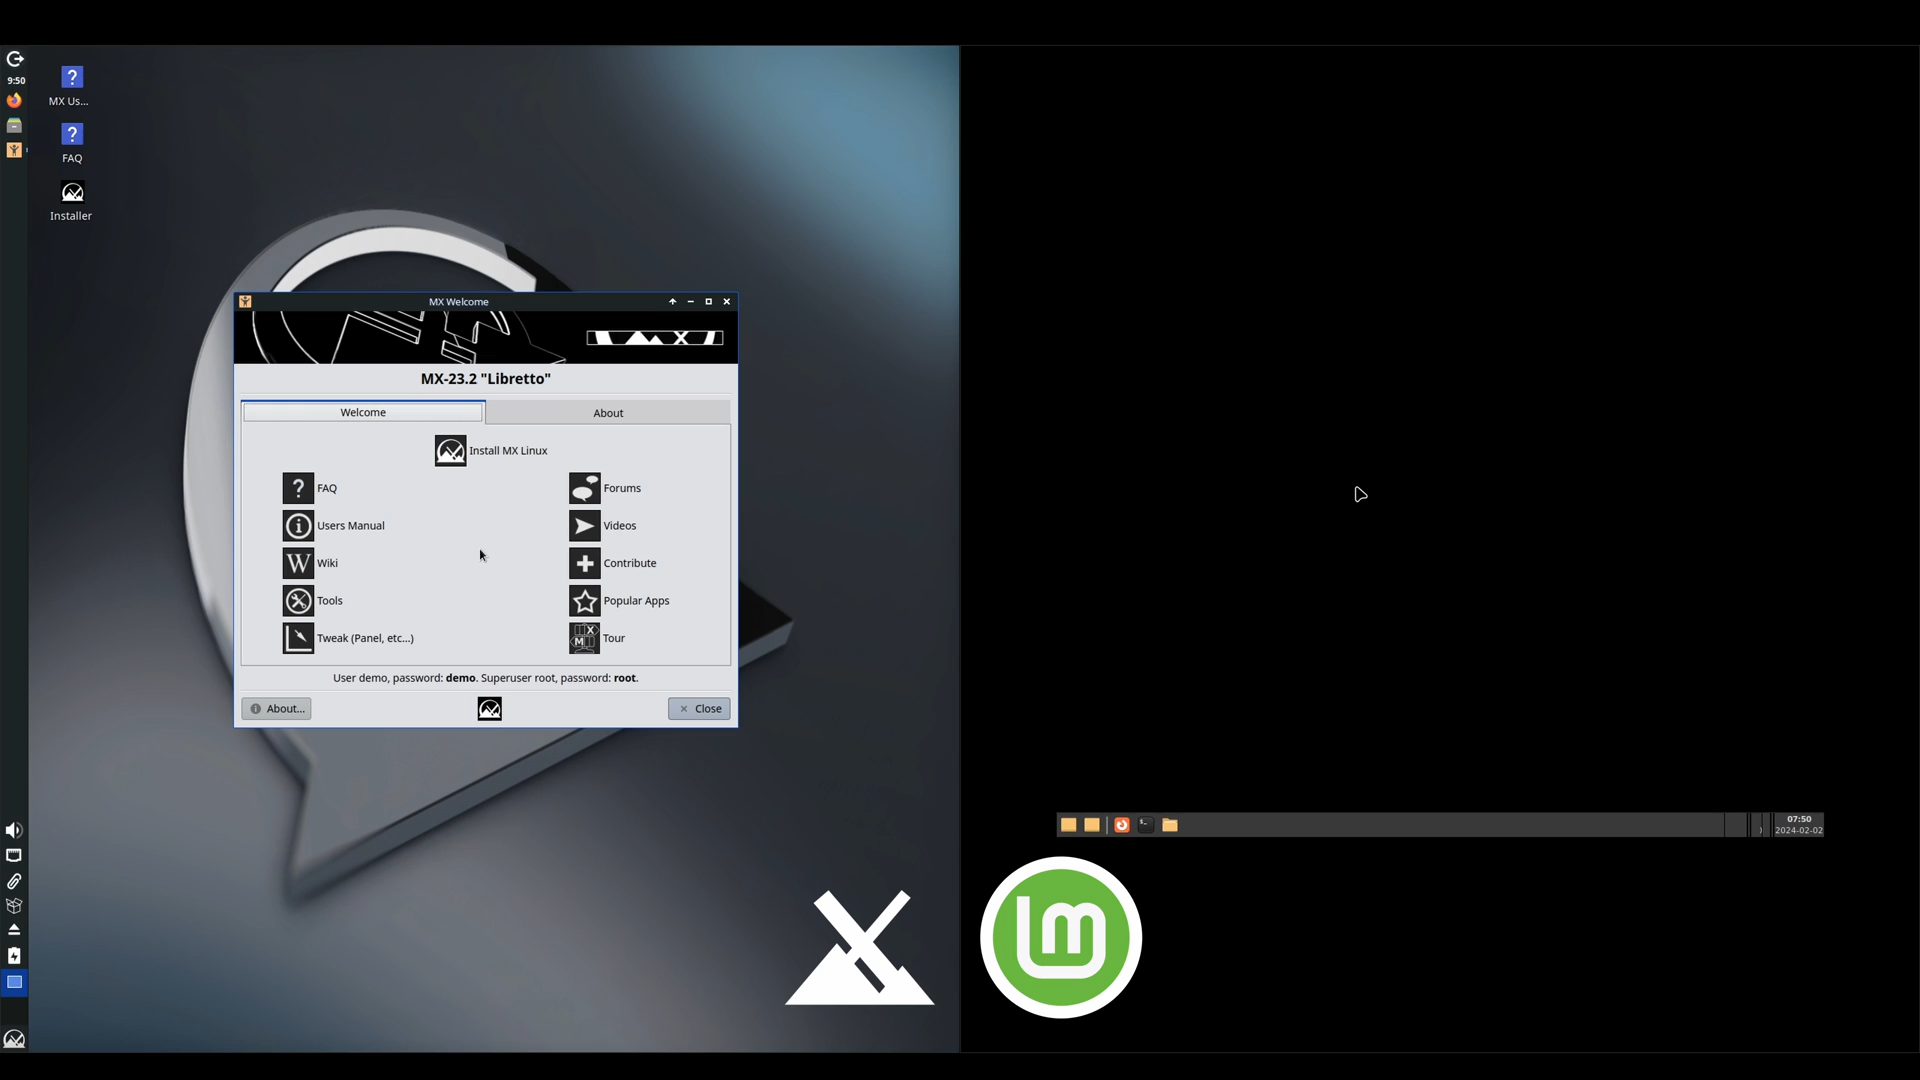 9:50
MX Us...
FAQ
Installer
MX Welcome
MX
MX-23.2 "Libretto"
Welcome
About
Install MX Linux
FAQ
Forums
Users Manual
Videos
Wiki
Contribute
Tools
Popular Apps
Tweak (Panel, etc...)
Tour
User demo, password: demo. Superuser root, password: root.
About...
Close
07:50
2024-02-02
lm